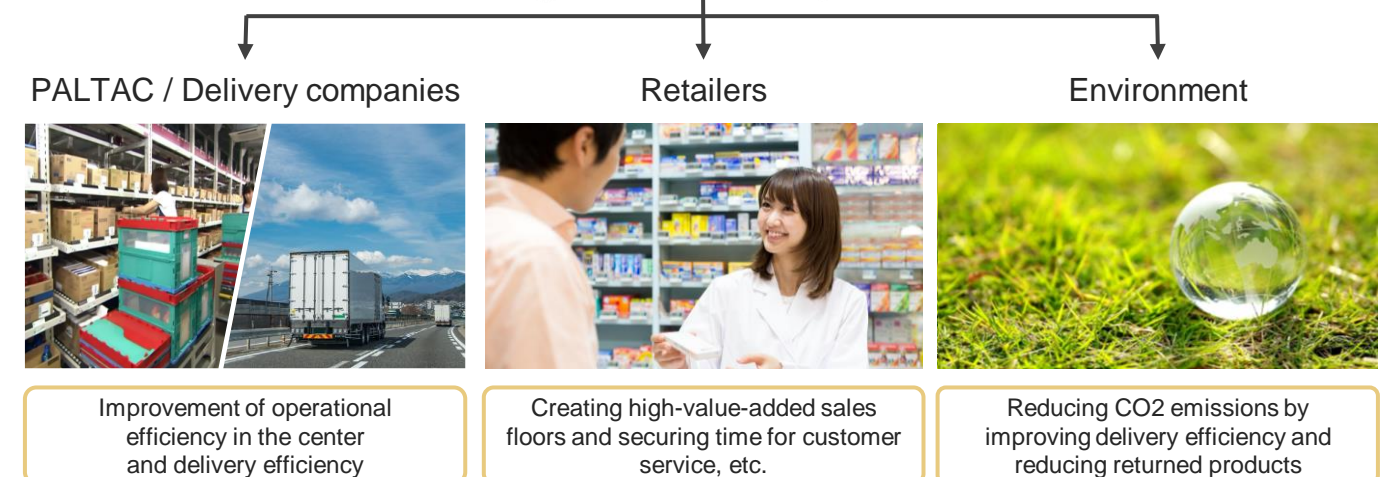 PALTAC / Delivery companies
Retailers
Environment
Improvement of operational
efficiency in the center
and delivery efficiency
Creating high-value-added sales
floors and securing time for customer
service, etc.
Reducing CO2 emissions by
improving delivery efficiency and
reducing returned products